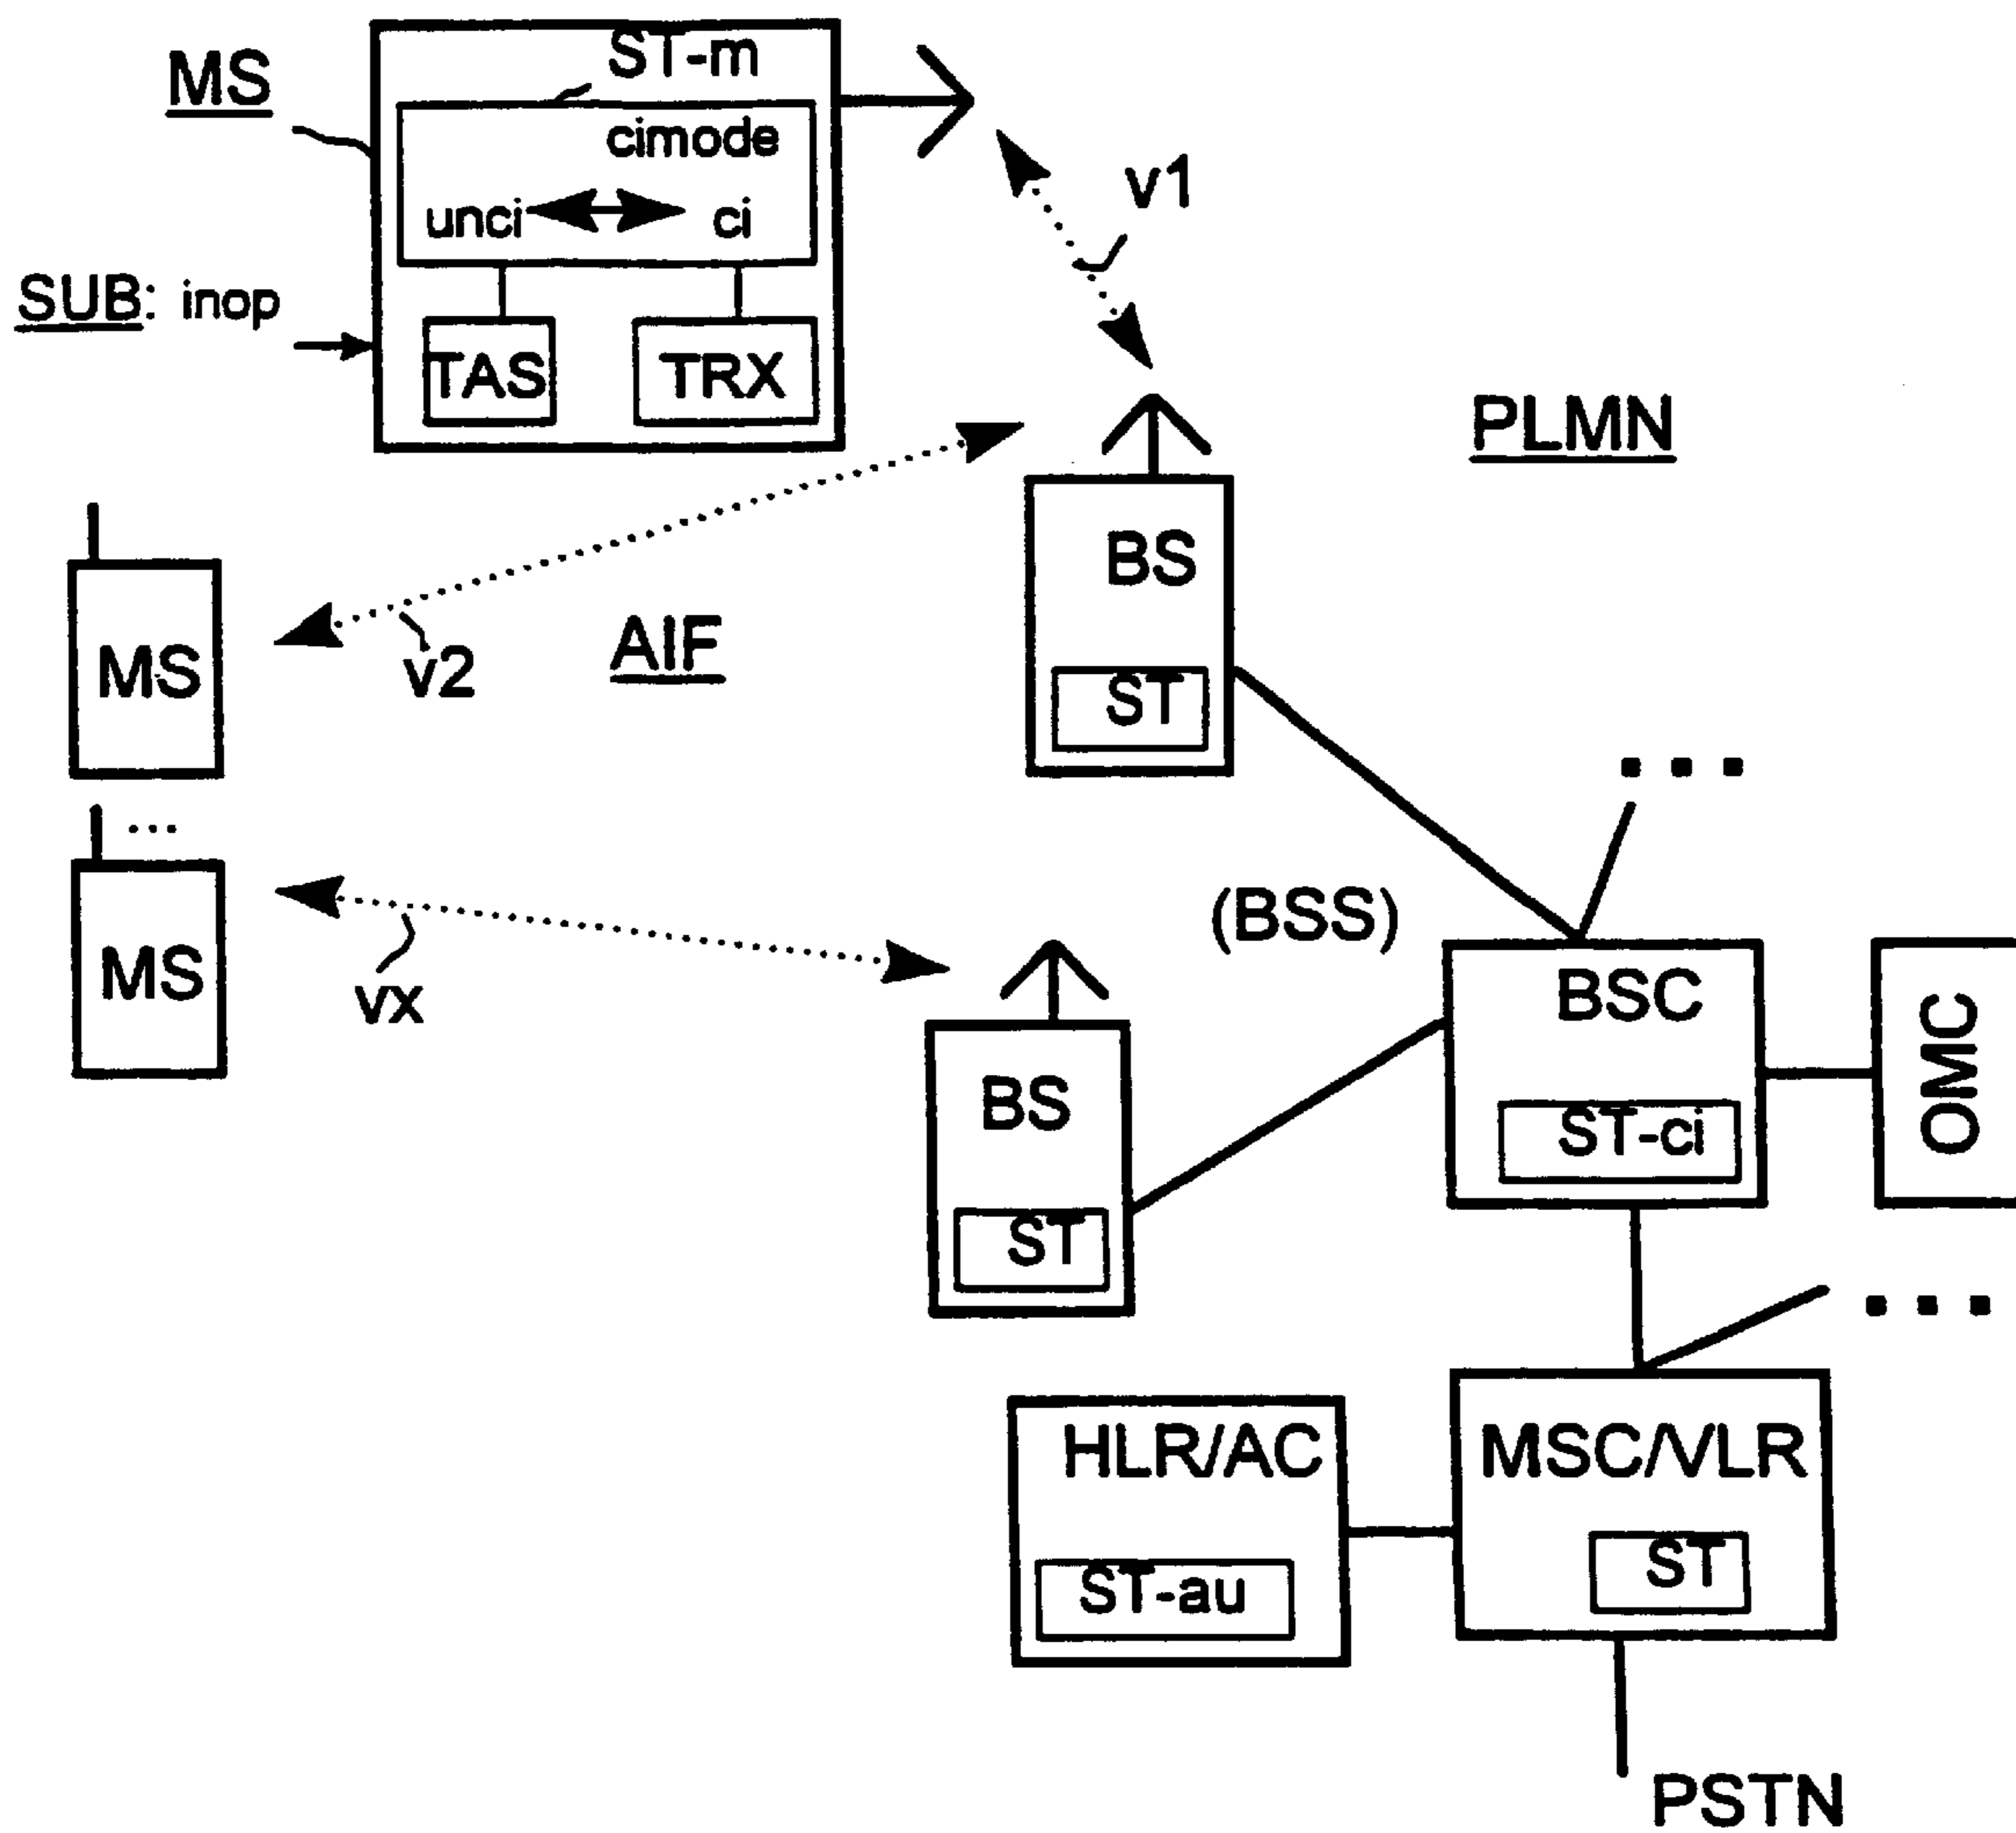 MS
ST-m
cimode
unci ci
SUB: inop
TAS TRX
v1
PLMN
BS
ST
MS
v2
AIF
...
...
MS
vx
(BSS)
BSC
ST-ci
OMC
BS
ST
...
HLR/AC
ST-au
MSC/VLR
ST
PSTN